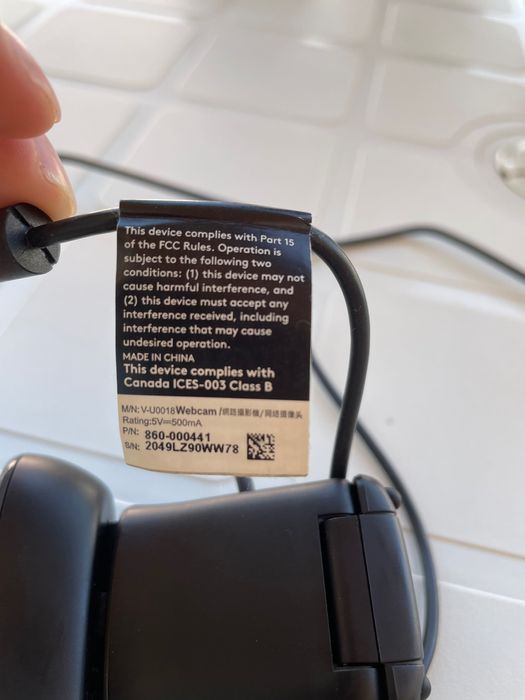 This device complies with Part 15
of the FCC Rules. Operation is
subject to the following two
conditions: (1) this device may not
cause harmful interference, and
(2) this device must accept any
interference received, including
interference that may cause
undesired operation.
MADE IN CHINA
This device complies with
Canada ICES-003 Class B
M/N: V-U0018 Webcam /網路攝影機/网络摄像头
Rating:5V⎓500mA
P/N: 860-000441
S/N: 2049LZ90WW78